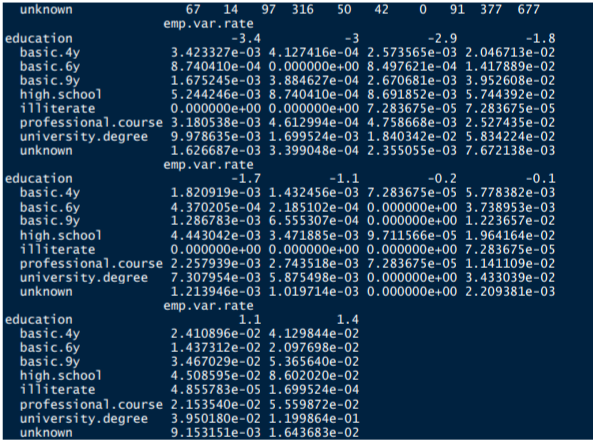 unknown 67 14 97 316 50 42 0 91 377 677
emp.var.rate
education -3.4 -3 -2.9 -1.8
basic.4y 3.423327e-03 4.127416e-04 2.573565e-03 2.046713e-02
basic.6y 8.740410e-04 0.000000e+00 8.497621e-04 1.417889e-02
basic.9y 1.675245e-03 3.884627e-04 2.670681e-03 3.952608e-02
high.school 5.244246e-03 8.740410e-04 8.691852e-03 5.744392e-02
illiterate 0.000000e+00 0.000000e+00 7.283675e-05 7.283675e-05
professional.course 3.180538e-03 4.612994e-04 4.758668e-03 2.527435e-02
university.degree 9.978635e-03 1.699524e-03 1.840342e-02 5.834224e-02
unknown 1.626687e-03 3.399048e-04 2.355055e-03 7.672138e-03
emp.var.rate
education -1.7 -1.1 -0.2 -0.1
basic.4y 1.820919e-03 1.432456e-03 7.283675e-05 5.778382e-03
basic.6y 4.370205e-04 2.185102e-04 0.000000e+00 3.738953e-03
basic.9y 1.286783e-03 6.555307e-04 0.000000e+00 1.223657e-02
high.school 4.443042e-03 3.471885e-03 9.711566e-05 1.964164e-02
illiterate 0.000000e+00 0.000000e+00 0.000000e+00 7.283675e-05
professional.course 2.257939e-03 2.743518e-03 7.283675e-05 1.141109e-02
university.degree 7.307954e-03 5.875498e-03 0.000000e+00 3.433039e-02
unknown 1.213946e-03 1.019714e-03 0.000000e+00 2.209381e-03
emp.var.rate
education 1.1 1.4
basic.4y 2.410896e-02 4.129844e-02
basic.6y 1.437312e-02 2.097698e-02
basic.9y 3.467029e-02 5.365640e-02
high.school 4.508595e-02 8.602020e-02
illiterate 4.855783e-05 1.699524e-04
professional.course 2.153540e-02 5.559872e-02
university.degree 3.950180e-02 1.199864e-01
unknown 9.153151e-03 1.643683e-02